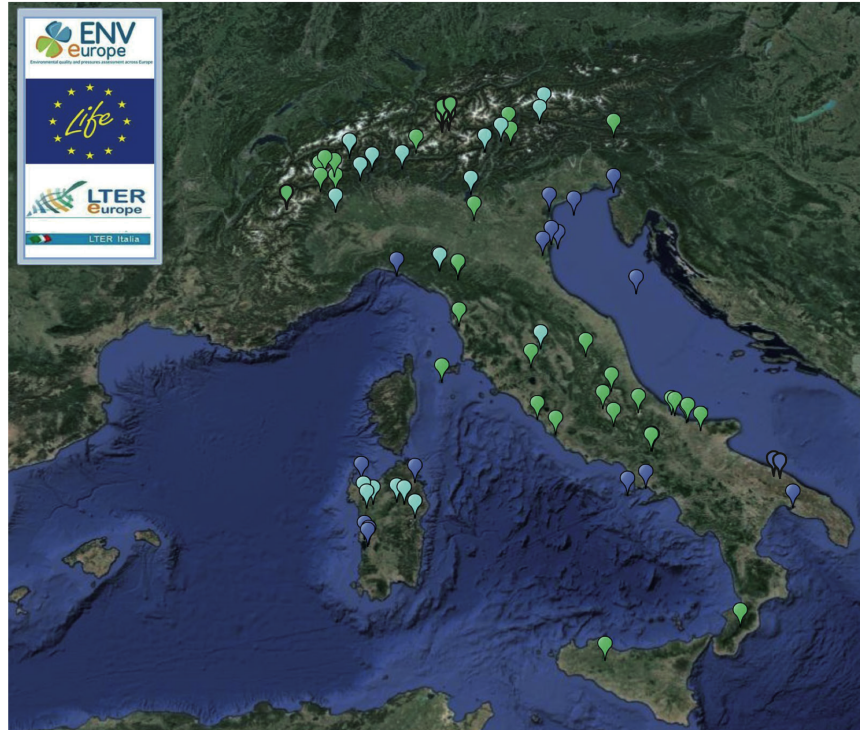 ENV
europe
Environmental quality and pressures assessment across Europe
Life
LTER
europe
LTER Italia